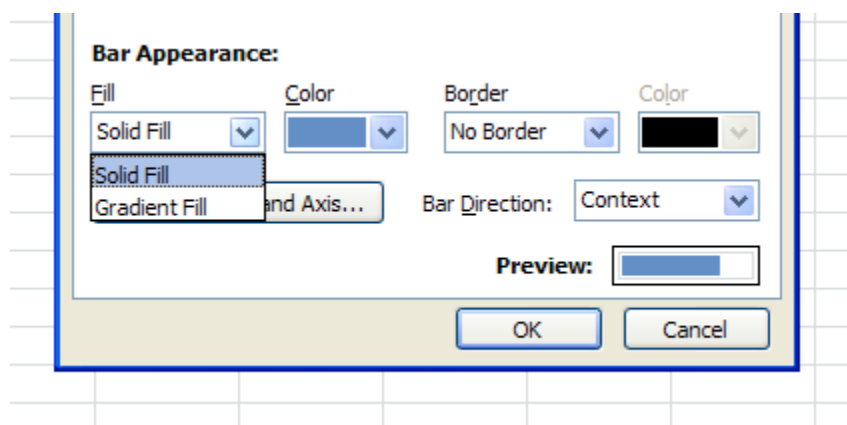 Bar Appearance:
Fill Color Border Color
Solid Fill No Border
Solid Fill
Gradient Fill and Axis... Bar Direction: Context
Preview:
OK Cancel